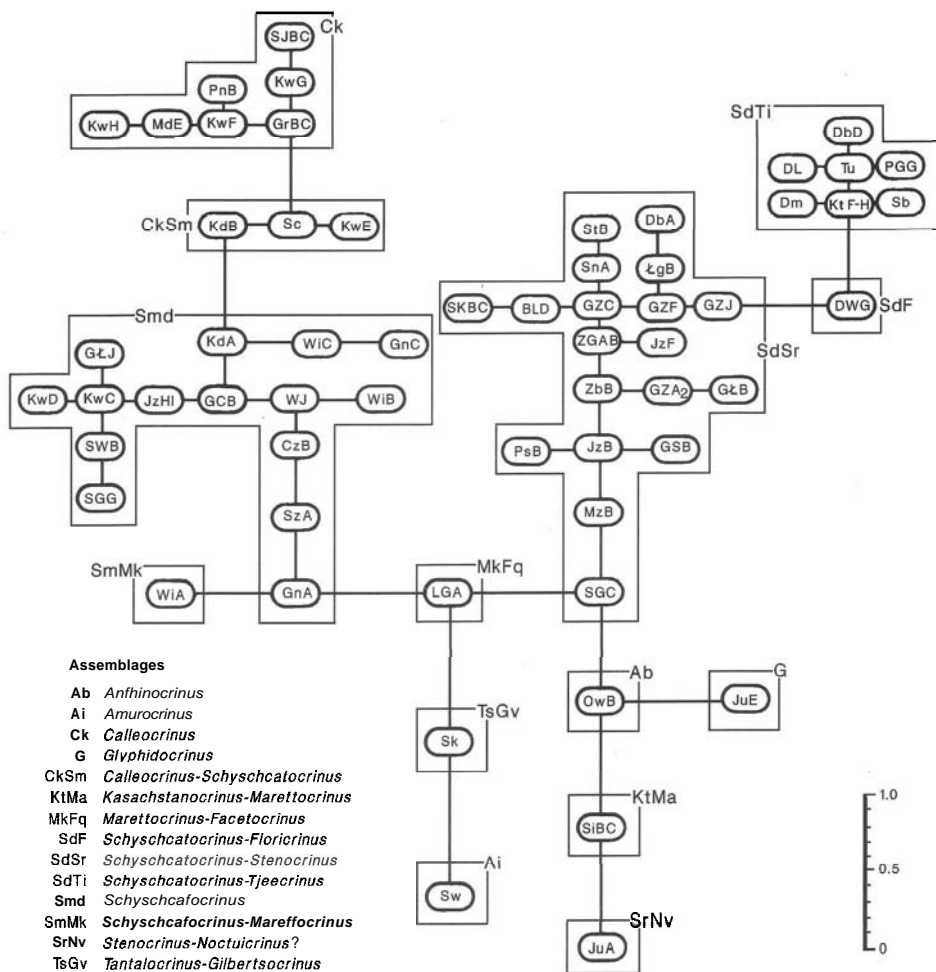 Ck
SJBC
KwG
PnB
KwH MdE KwF GrBC
SdTi
DbD
DL Tu PGG
Dm Kt F-H Sb
CkSm KdB Sc KwE
StB DbA
SnA ŁgB
SKBC BLD GZC GZF GZJ DWG SdF
Smd
KdA WiC GnC
ZGAB JzF SdSr
GŁJ
KwD KwC JzHI GCB WJ WiB
ZbB GZA2 GŁB
SWB CzB
PsB JzB GSB
SGG
SzA MzB
SmMk MkFq
WiA GnA LGA SGC
Assemblages
Ab Anfhinocrinus
Ai Amurocrinus
Ck Calleocrinus
G Glyphidocrinus
CkSm Calleocrinus-Schyschcatocrinus
KtMa Kasachstanocrinus-Marettocrinus
MkFq Marettocrinus-Facetocrinus
SdF Schyschcatocrinus-Floricrinus
SdSr Schyschcatocrinus-Stenocrinus
SdTi Schyschcatocrinus-Tjeecrinus
Smd Schyschcafocrinus
SmMk Schyschcafocrinus-Mareffocrinus
SrNv Stenocrinus-Noctuicrinus?
TsGv Tantalocrinus-Gilbertsocrinus
Ab G
OwB JuE
TsGv
Sk
KtMa
SiBC
Ai
Sw
SrNv
JuA
1.0
0.5
0